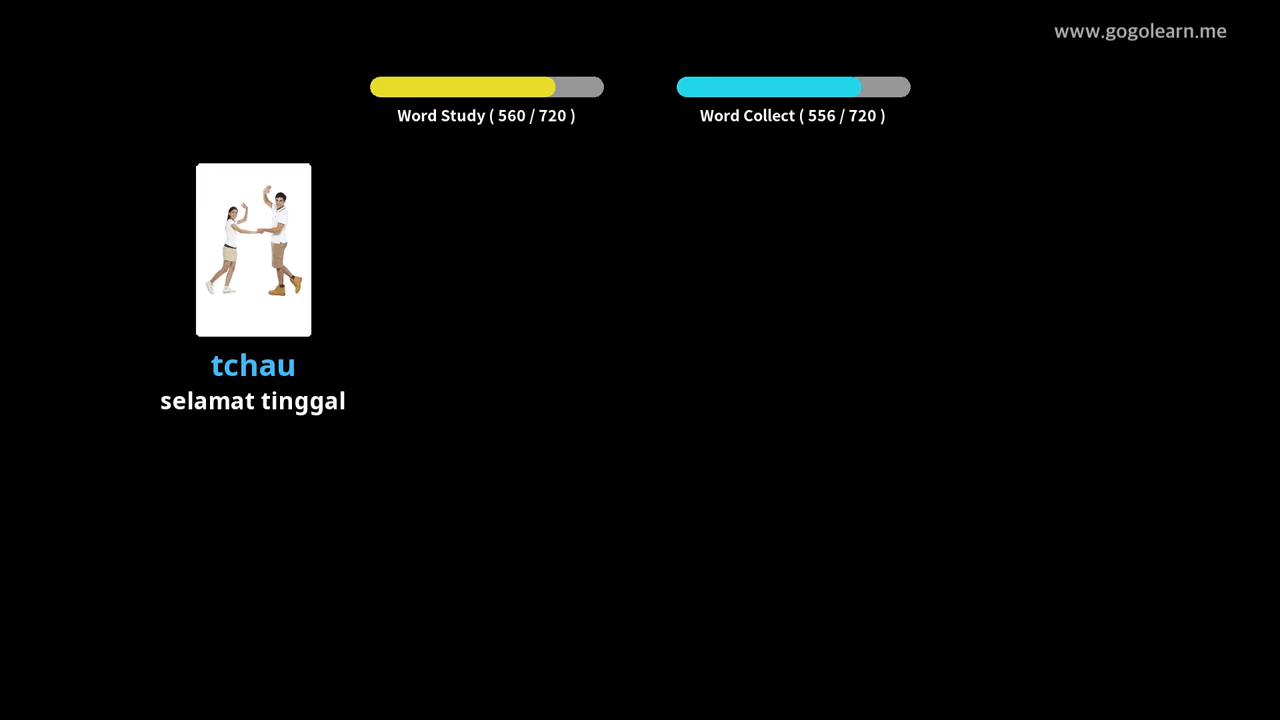 www.gogolearn.me
Word Study ( 560 / 720 )
Word Collect ( 556 / 720 )
tchau
selamat tinggal